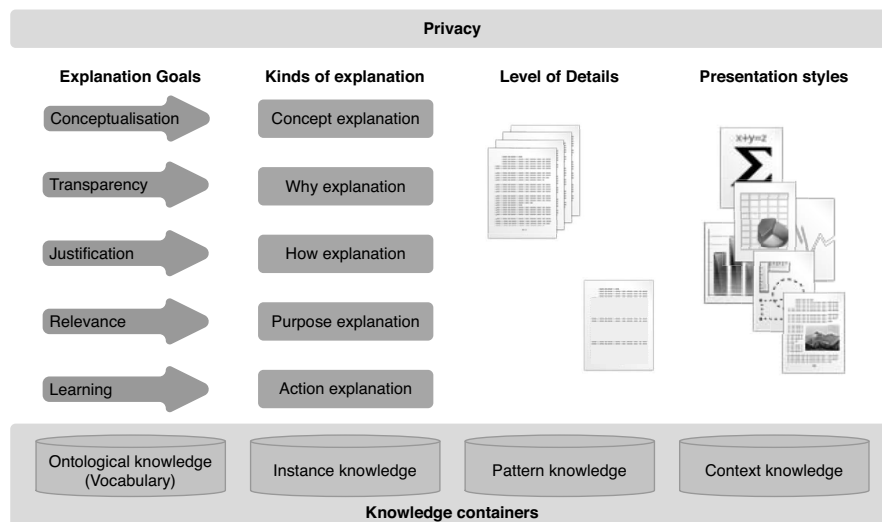 Privacy
Explanation Goals
Kinds of explanation
Level of Details
Presentation styles
Conceptualisation
Concept explanation
Transparency
Why explanation
Justification
How explanation
Relevance
Purpose explanation
Learning
Action explanation
x+y=z
Σ
Ontological knowledge
(Vocabulary)
Instance knowledge
Pattern knowledge
Context knowledge
Knowledge containers